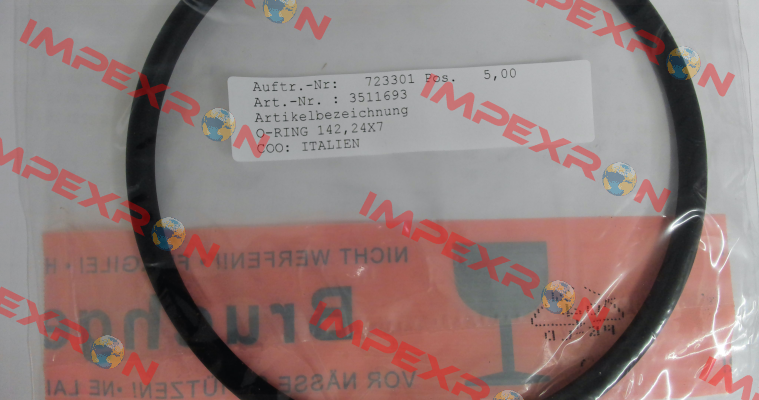 IMPEXRON
Auftr.-Nr: 723301 Pos. 5,00
Art.-Nr. : 3511693
Artikelbezeichnung
O-RING 142,24X7
COO: ITALIEN
NICHT WERFEN!
Bruch
VOR NÄSSE